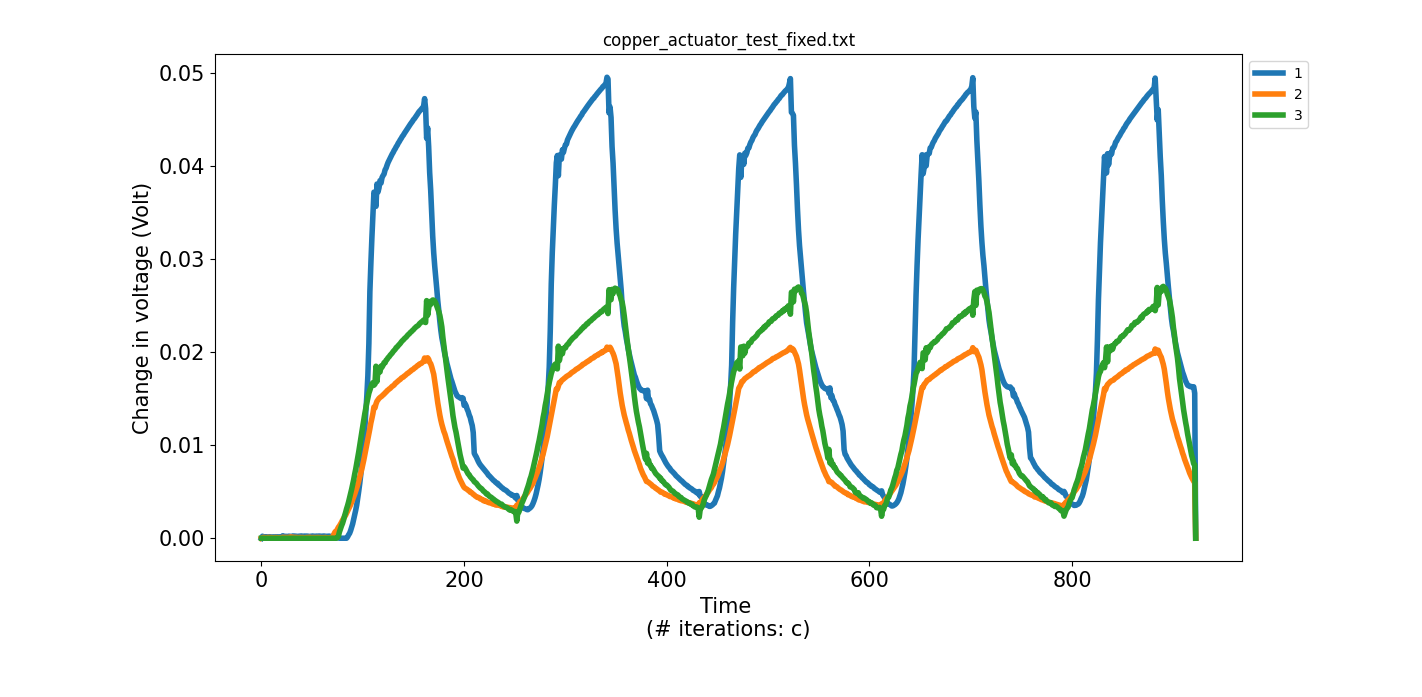 copper_actuator_test_fixed.txt
1
2
3
Change in voltage (Volt)
0.05
0.04
0.03
0.02
0.01
0.00
0 200 400 600 800
Time
(# iterations: c)